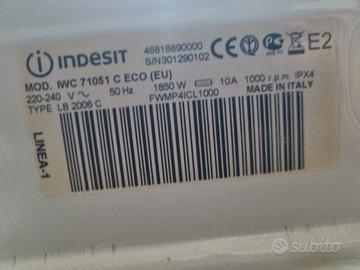 indesit 46818890000 CE E2
S/N301290102
MOD. IWC 71051 C ECO (EU)
220-240 V 50 Hz 1850 W 10A 1000 r.p.m. IPX4
TYPE LB 2006 C FWMP4ICL1000 MADE IN ITALY
LINEA-1
subito